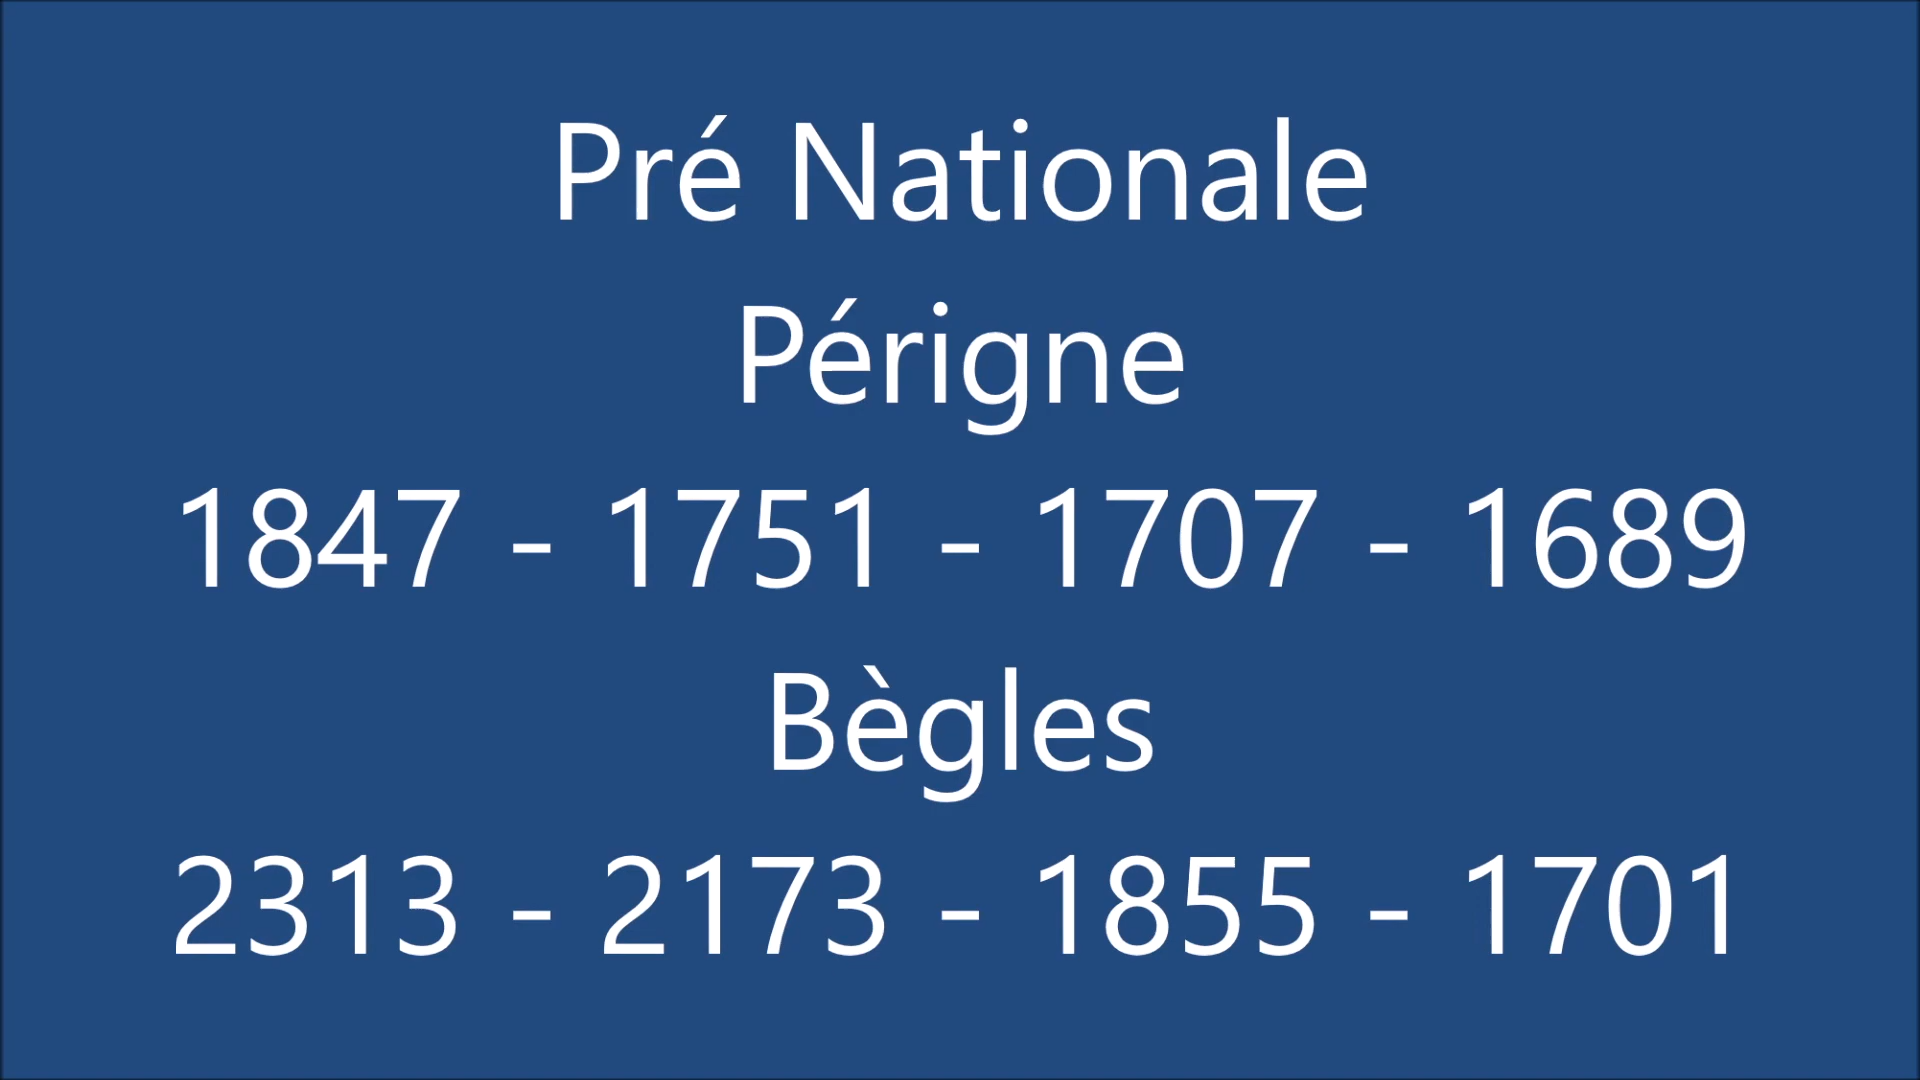 Pré Nationale
Périgne
1847 - 1751 - 1707 - 1689
Bègles
2313 - 2173 - 1855 - 1701